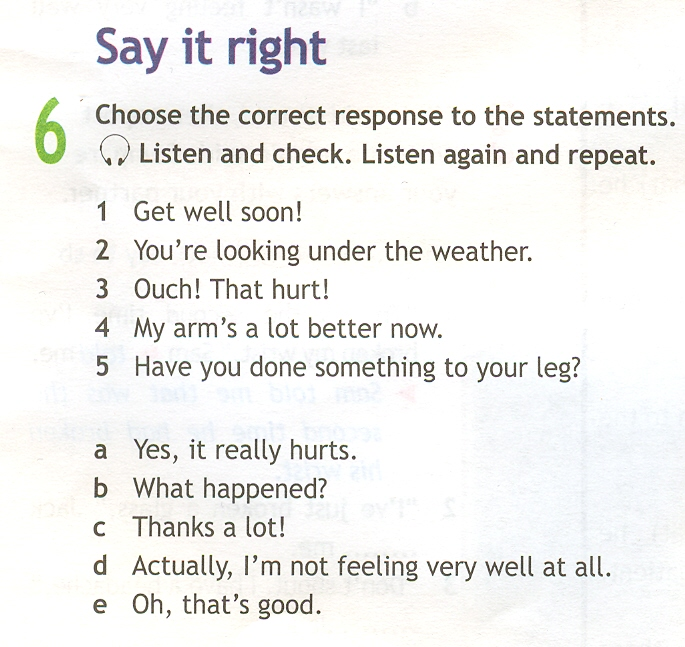 Say it right
6 Choose the correct response to the statements.
Listen and check. Listen again and repeat.
1 Get well soon!
2 You're looking under the weather.
3 Ouch! That hurt!
4 My arm's a lot better now.
5 Have you done something to your leg?
a Yes, it really hurts.
b What happened?
c Thanks a lot!
d Actually, I'm not feeling very well at all.
e Oh, that's good.